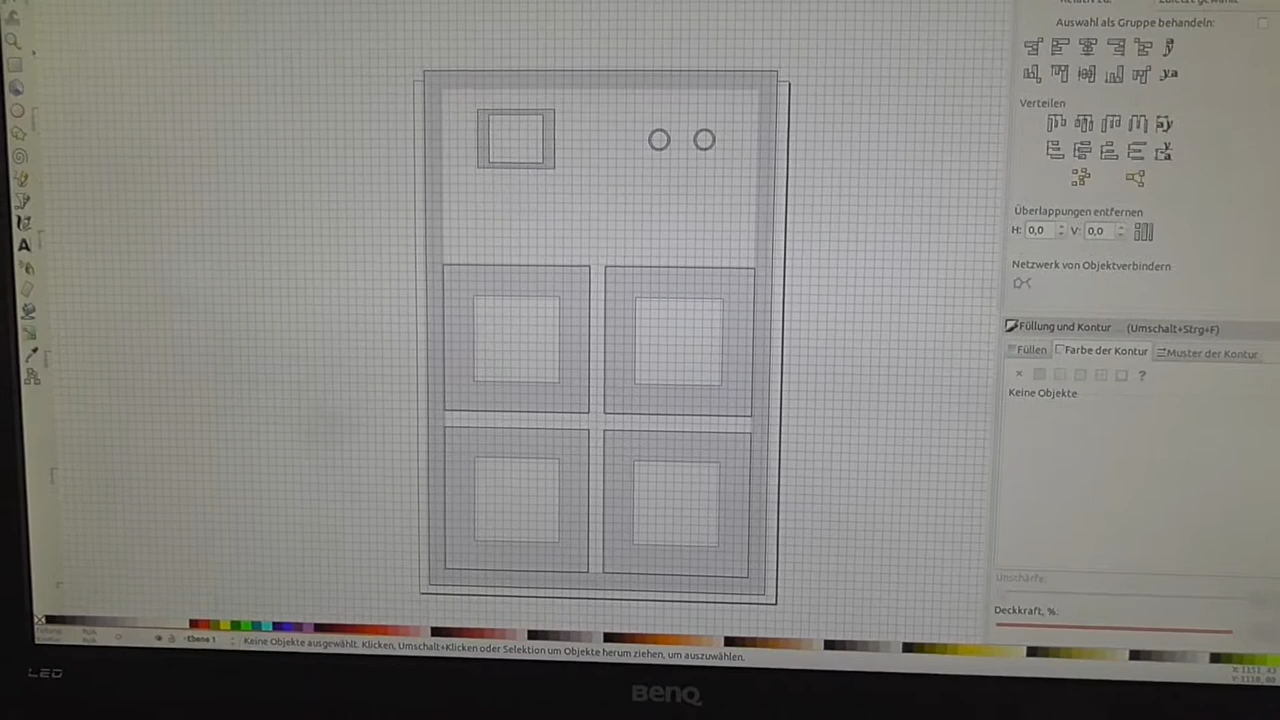 Auswahl als Gruppe behandeln:
Verteilen
Überlappungen entfernen
H: 0,0 V: 0,0
Netzwerk von Objektverbindern
Füllung und Kontur (Umschalt+Strg+F)
Füllen Farbe der Kontur Muster der Kontur
?
Keine Objekte
Unschärfe:
Deckkraft, %:
Ebene 1 Keine Objekte ausgewählt. Klicken, Umschalt+Klicken oder Selektion um Objekte herum ziehen, um auszuwählen.
LED
BenQ